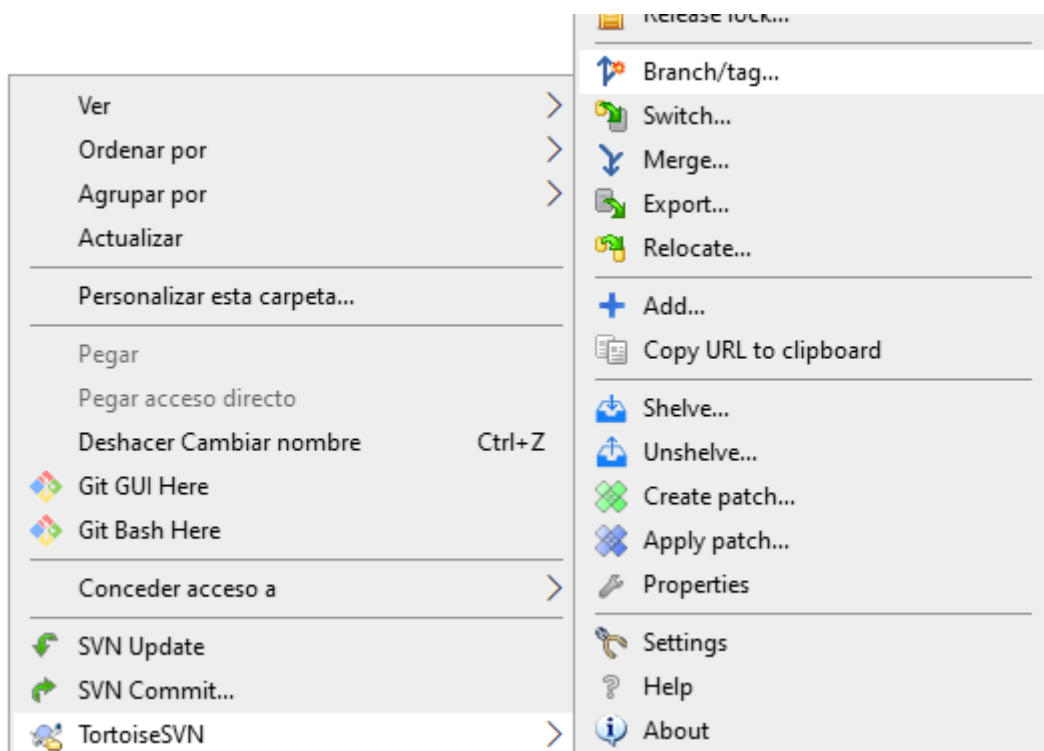 Ver
Ordenar por
Agrupar por
Actualizar
Personalizar esta carpeta...
Pegar
Pegar acceso directo
Deshacer Cambiar nombre Ctrl+Z
Git GUI Here
Git Bash Here
Conceder acceso a
SVN Update
SVN Commit...
TortoiseSVN
Release lock...
Branch/tag...
Switch...
Merge...
Export...
Relocate...
Add...
Copy URL to clipboard
Shelve...
Unshelve...
Create patch...
Apply patch...
Properties
Settings
Help
About